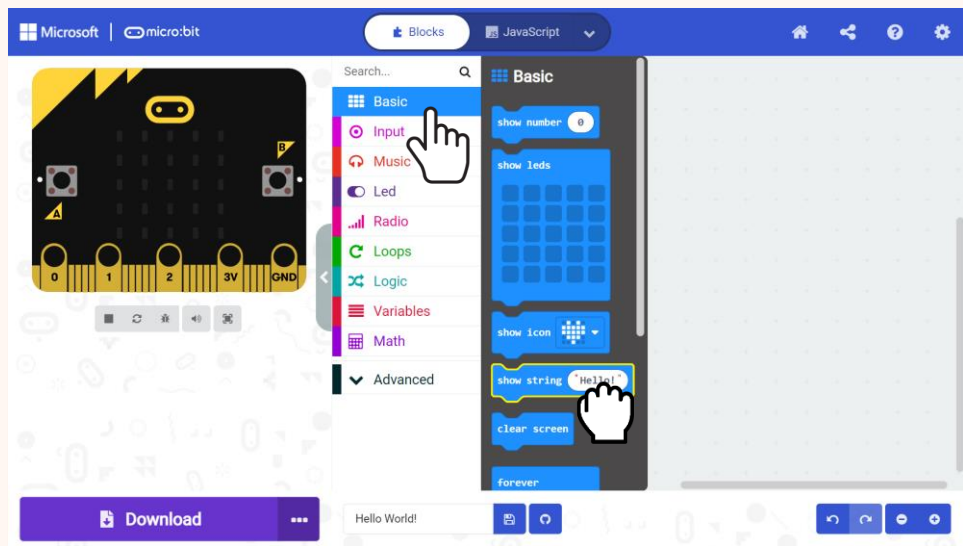 Microsoft micro:bit Blocks JavaScript
Search...
Basic
Input
Music
Led
Radio
Loops
Logic
Variables
Math
Advanced
Basic
show number 0
show leds
show icon
show string "Hello!"
clear screen
forever
B
A
0 1 2 3V GND
Download
Hello World!